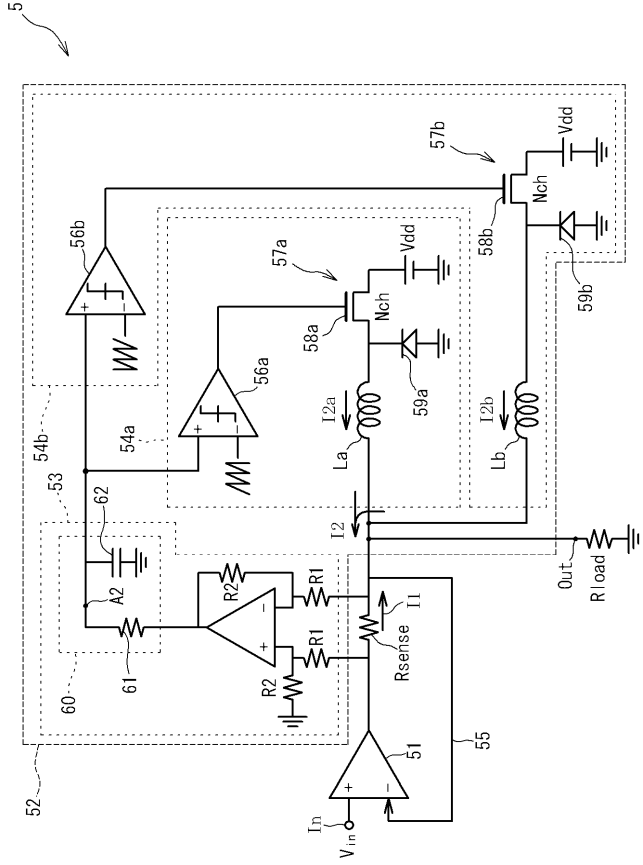 5
52
53
54b
54a
60
61
62
A2
56b
56a
+
−
+
−
57a
57b
58a
58b
Nch
Nch
Vdd
Vdd
59a
59b
I2a
I2b
La
Lb
I2
I1
R2
R2
R1
R1
+
−
Rsense
Out
Rload
51
+
−
55
In
Vin